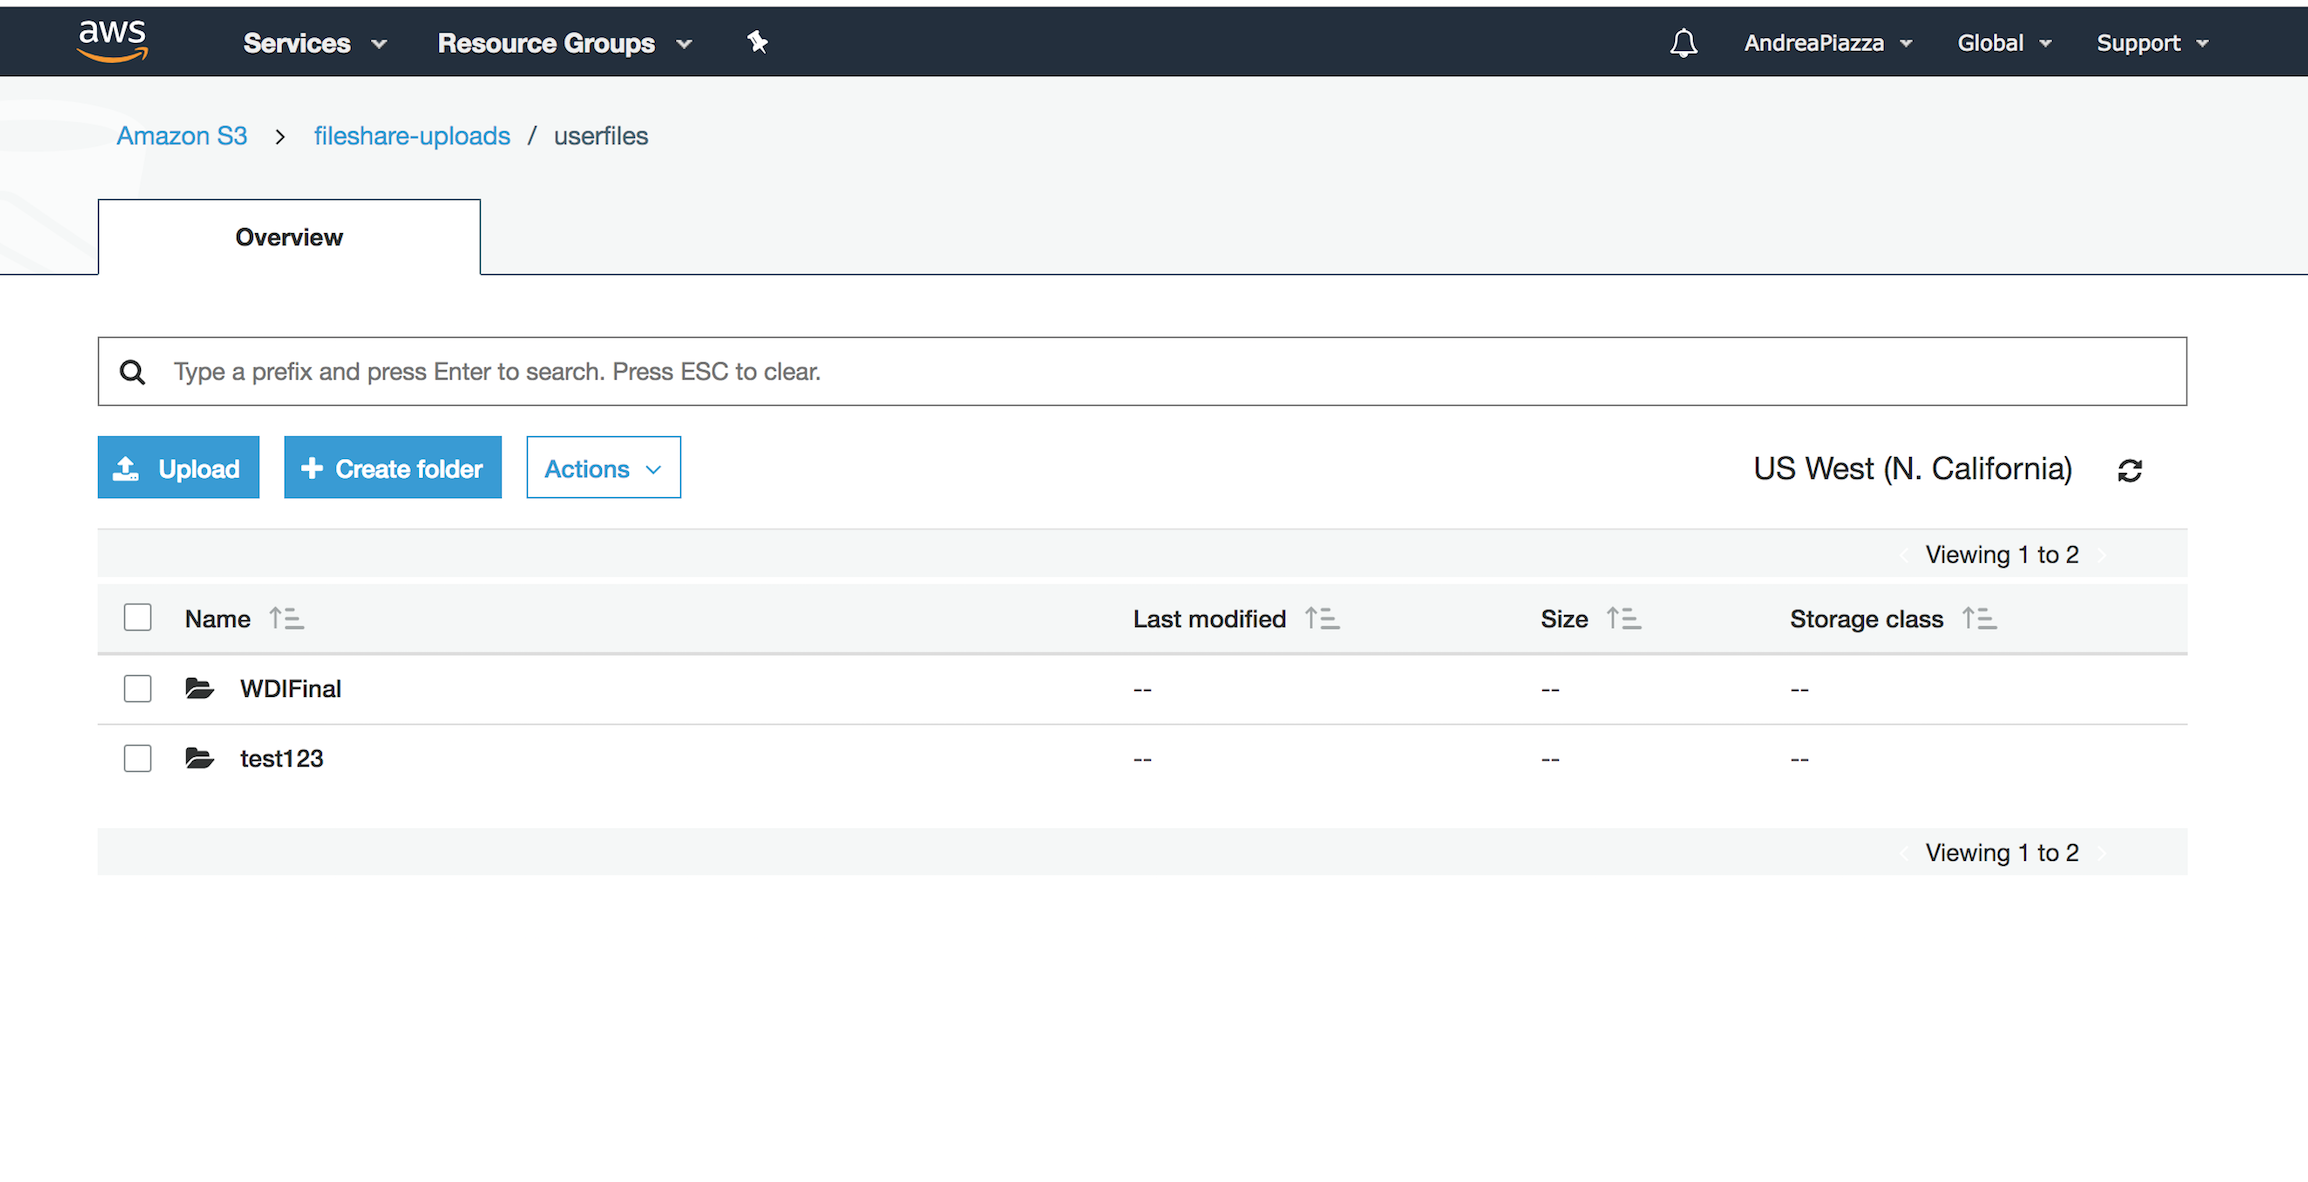 aws Services Resource Groups AndreaPiazza Global Support
Amazon S3 > fileshare-uploads / userfiles
Overview
Type a prefix and press Enter to search. Press ESC to clear.
Upload + Create folder Actions US West (N. California)
Viewing 1 to 2
Name Last modified Size Storage class
WDIFinal -- -- --
test123 -- -- --
Viewing 1 to 2